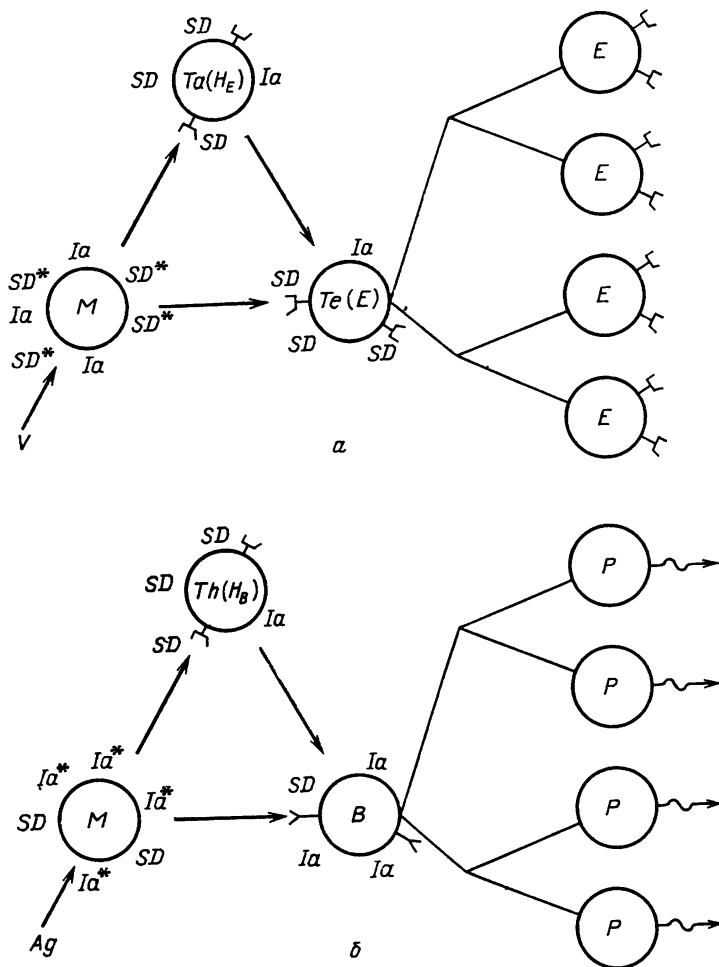 SD
SD Ta(H_E) Ia
SD
E
E
Ia
SD* SD*
Ia M SD*
SD* Ia
V
Ia
SD
Te(E)
SD SD
E
E
а
SD
SD Th(H_B)
SD Ia
P
P
Ia*
Ia* Ia*
SD M SD
Ia*
Ag
Ia
SD
B
Ia Ia
P
P
б